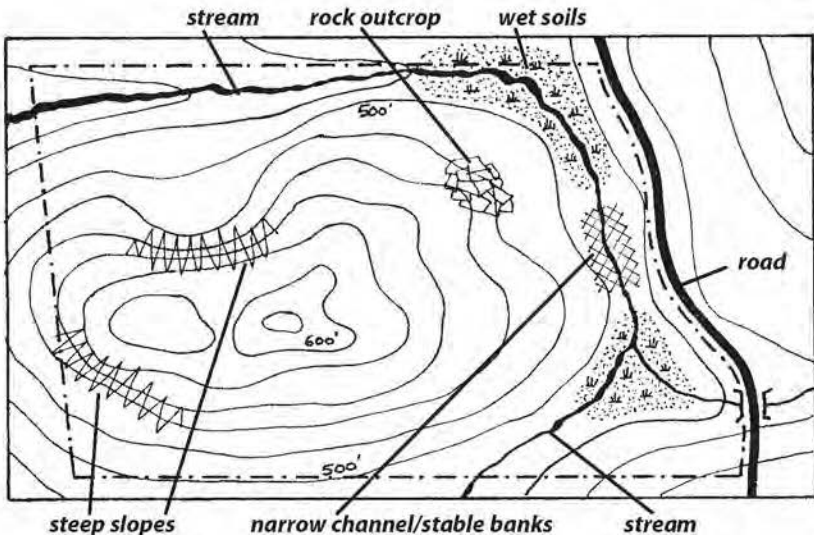 stream
rock outcrop
wet soils
500'
road
600'
500'
steep slopes
narrow channel/stable banks
stream